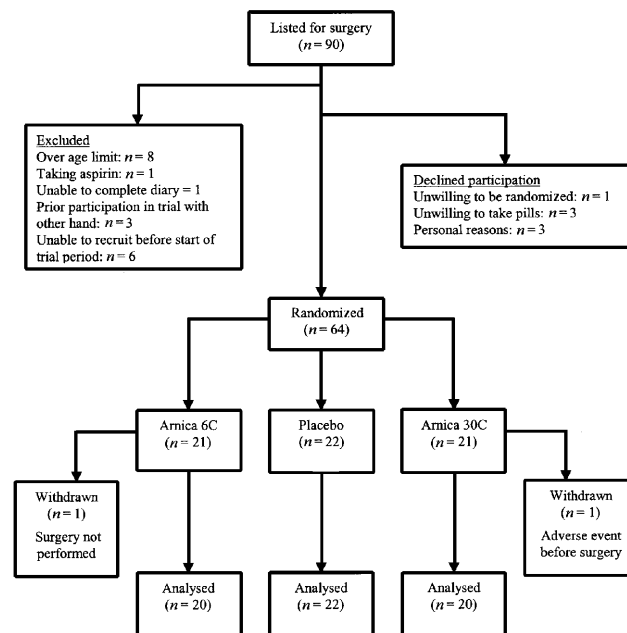 Listed for surgery
(n = 90)
Excluded
Over age limit: n = 8
Taking aspirin: n = 1
Unable to complete diary = 1
Prior participation in trial with
other hand: n = 3
Unable to recruit before start of
trial period: n = 6
Declined participation
Unwilling to be randomized: n = 1
Unwilling to take pills: n = 3
Personal reasons: n = 3
Randomized
(n = 64)
Arnica 6C
(n = 21)
Placebo
(n = 22)
Arnica 30C
(n = 21)
Withdrawn
(n = 1)
Surgery not
performed
Withdrawn
(n = 1)
Adverse event
before surgery
Analysed
(n = 20)
Analysed
(n = 22)
Analysed
(n = 20)